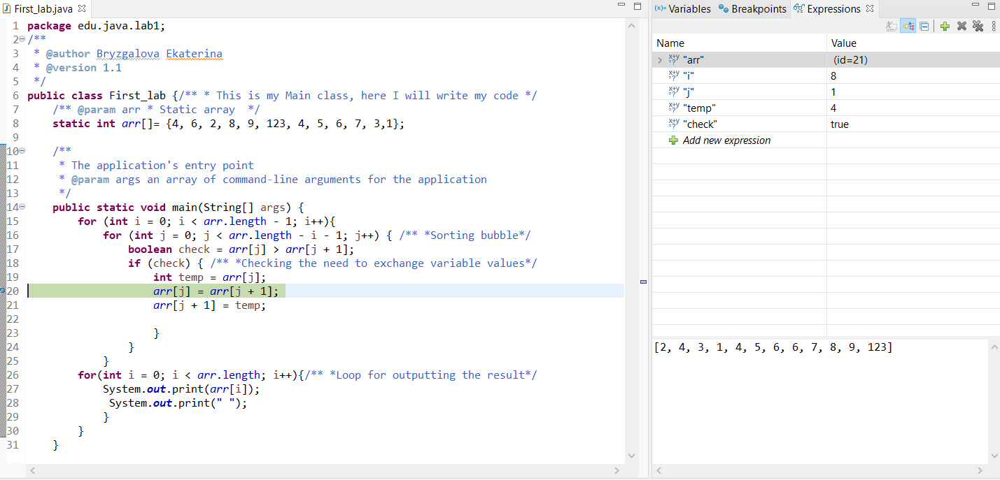 First_lab.java
1 package edu.java.lab1;
2 /**
3 * @author Bryzgalova Ekaterina
4 * @version 1.1
5 */
6 public class First_lab {/** * This is my Main class, here I will write my code */
7 /** @param arr * Static array */
8 static int arr[]= {4, 6, 2, 8, 9, 123, 4, 5, 6, 7, 3,1};
9
10 /**
11 * The application's entry point
12 * @param args an array of command-line arguments for the application
13 */
14 public static void main(String[] args) {
15 for (int i = 0; i < arr.length - 1; i++){
16 for (int j = 0; j < arr.length - i - 1; j++) { /** *Sorting bubble*/
17 boolean check = arr[j] > arr[j + 1];
18 if (check) { /** *Checking the need to exchange variable values*/
19 int temp = arr[j];
20 arr[j] = arr[j + 1];
21 arr[j + 1] = temp;
22
23 }
24 }
25 }
26 for(int i = 0; i < arr.length; i++){/** *Loop for outputting the result*/
27 System.out.print(arr[i]);
28 System.out.print(" ");
29 }
30 }
31 }
(x)= Variables Breakpoints Expressions
Name Value
"arr" (id=21)
"i" 8
"j" 1
"temp" 4
"check" true
Add new expression
[2, 4, 3, 1, 4, 5, 6, 6, 7, 8, 9, 123]